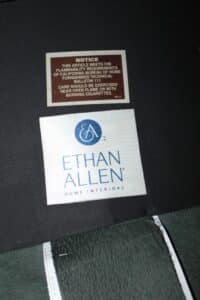 NOTICE
THIS ARTICLE MEETS THE
FLAMMABILITY REQUIREMENTS
OF CALIFORNIA BUREAU OF HOME
FURNISHINGS TECHNICAL
BULLETIN 117.
CARE SHOULD BE EXERCISED
NEAR OPEN FLAME OR WITH
BURNING CIGARETTES.
EA
ETHAN
ALLEN®
HOME INTERIORS